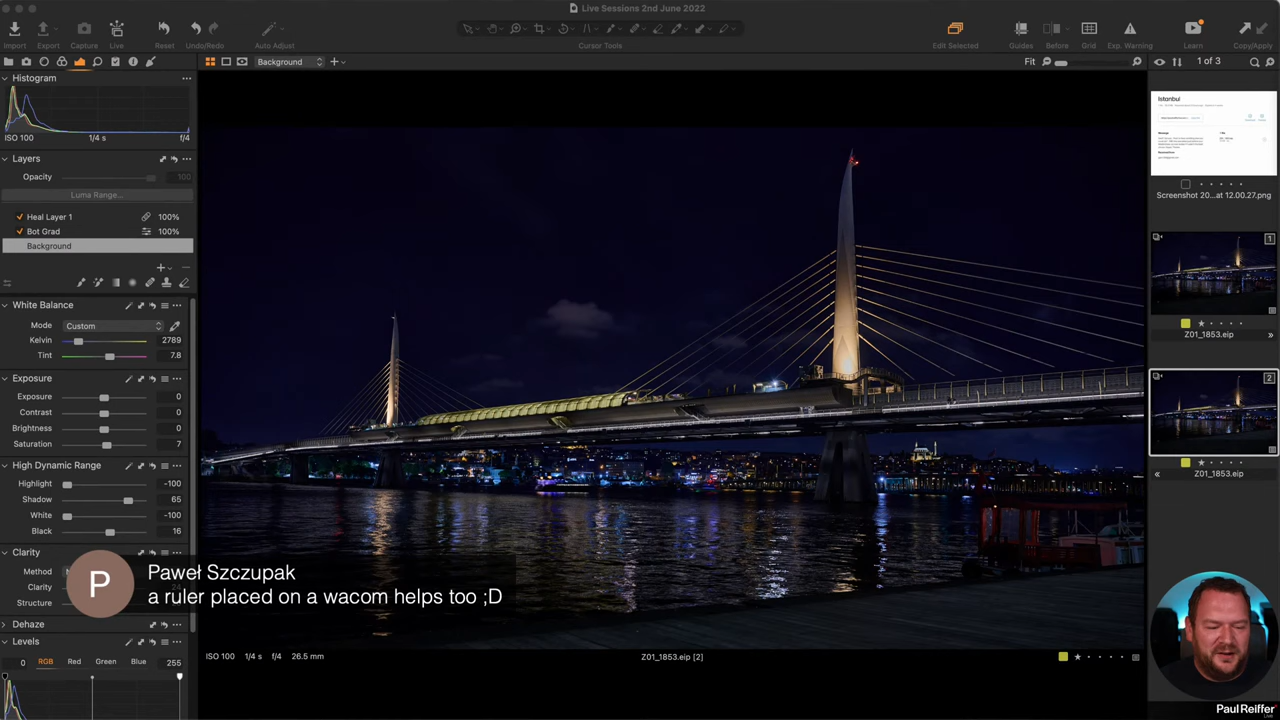 Live Sessions 2nd June 2022
Import
Export
Capture
Live
Reset
Undo/Redo
Auto Adjust
Cursor Tools
Edit Selected
Guides
Before
Grid
Exp. Warning
Learn
Copy/Apply
Background
Fit
1 of 3
Histogram
ISO 100
1/4 s
f/4
Layers
Opacity
100
Luma Range...
Heal Layer 1
100%
Bot Grad
100%
Background
White Balance
Mode
Custom
Kelvin
2789
Tint
7.8
Exposure
Exposure
0
Contrast
0
Brightness
0
Saturation
7
High Dynamic Range
Highlight
-100
Shadow
65
White
-100
Black
16
Clarity
Method
Clarity
Structure
Dehaze
Levels
0
RGB
Red
Green
Blue
255
P
Paweł Szczupak
a ruler placed on a wacom helps too ;D
ISO 100
1/4 s
f/4
26.5 mm
Z01_1853.eip [2]
Istanbul
Screenshot 20...at 12.00.27.png
1
Z01_1853.eip
2
Z01_1853.eip
Paul Reiffer
Live